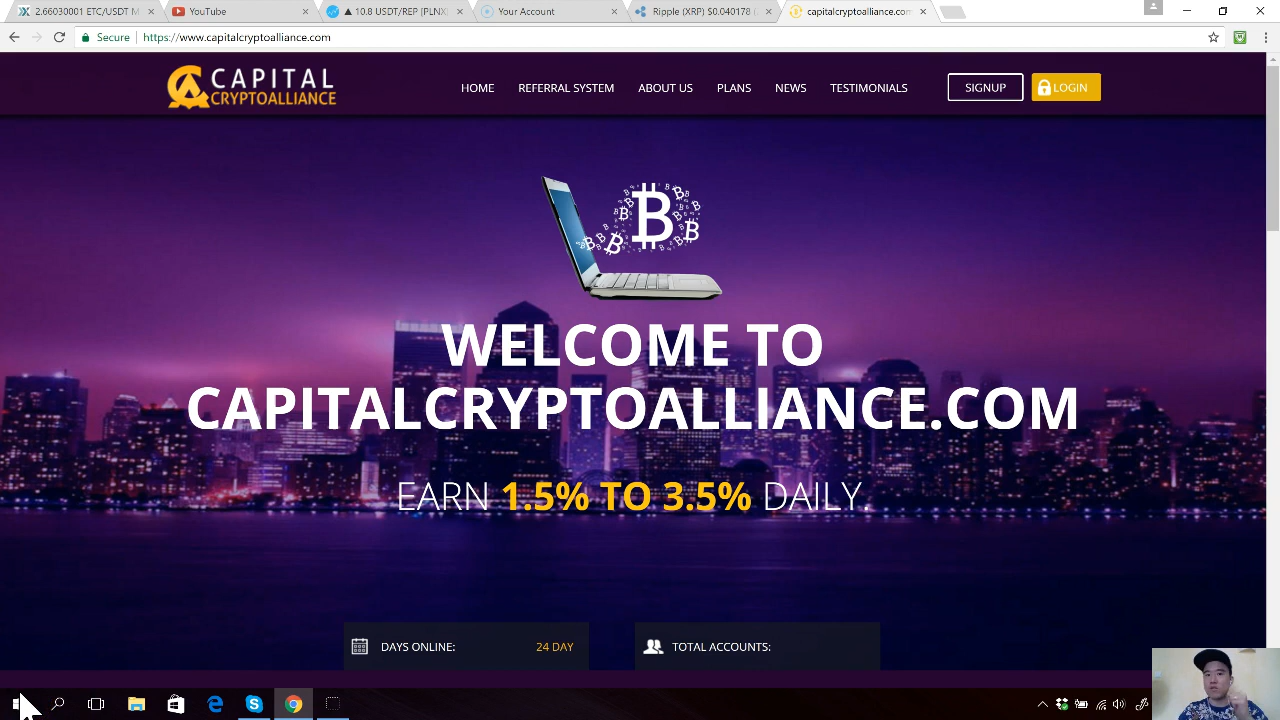 2.66030001 ETC/USDT M
YouTube
▲ 10.8 USDT/REP [PLNX
Your Account
Ripple (XRP) $0.040178
capitalcryptoalliance.com
Secure
https://www.capitalcryptoalliance.com
CAPITAL
CRYPTOALLIANCE
HOME
REFERRAL SYSTEM
ABOUT US
PLANS
NEWS
TESTIMONIALS
SIGNUP
LOGIN
WELCOME TO
CAPITALCRYPTOALLIANCE.COM
EARN 1.5% TO 3.5% DAILY.
DAYS ONLINE:
24 DAY
TOTAL ACCOUNTS: